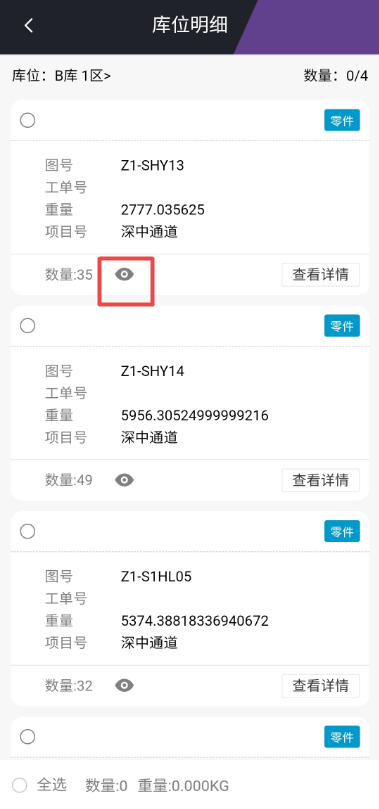 库位明细
库位：B库 1区> 数量：0/4
零件
图号 Z1-SHY13
工单号
重量 2777.035625
项目号 深中通道
数量:35 查看详情
零件
图号 Z1-SHY14
工单号
重量 5956.30524999999216
项目号 深中通道
数量:49 查看详情
零件
图号 Z1-S1HL05
工单号
重量 5374.38818336940672
项目号 深中通道
数量:32 查看详情
零件
全选 数量:0 重量:0.000KG